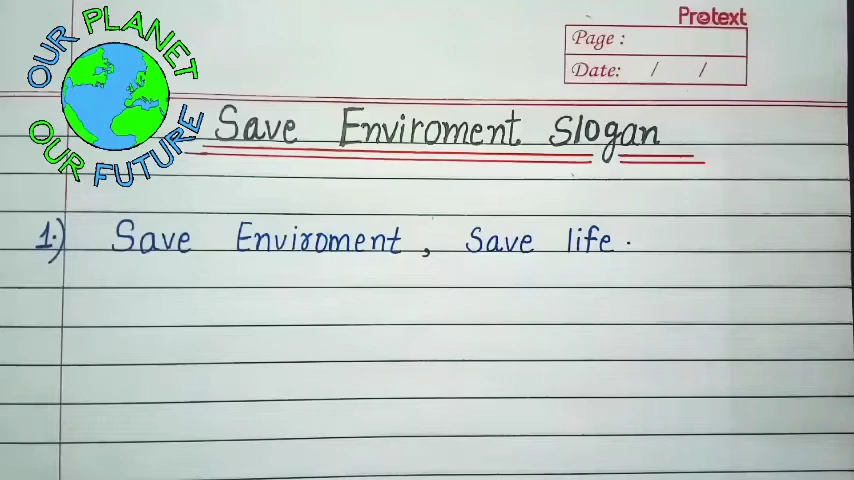 OUR PLANET
OUR FUTURE
Protext
Page :
Date: / /
Save Enviroment Slogan
1.) Save Enviroment, Save life.